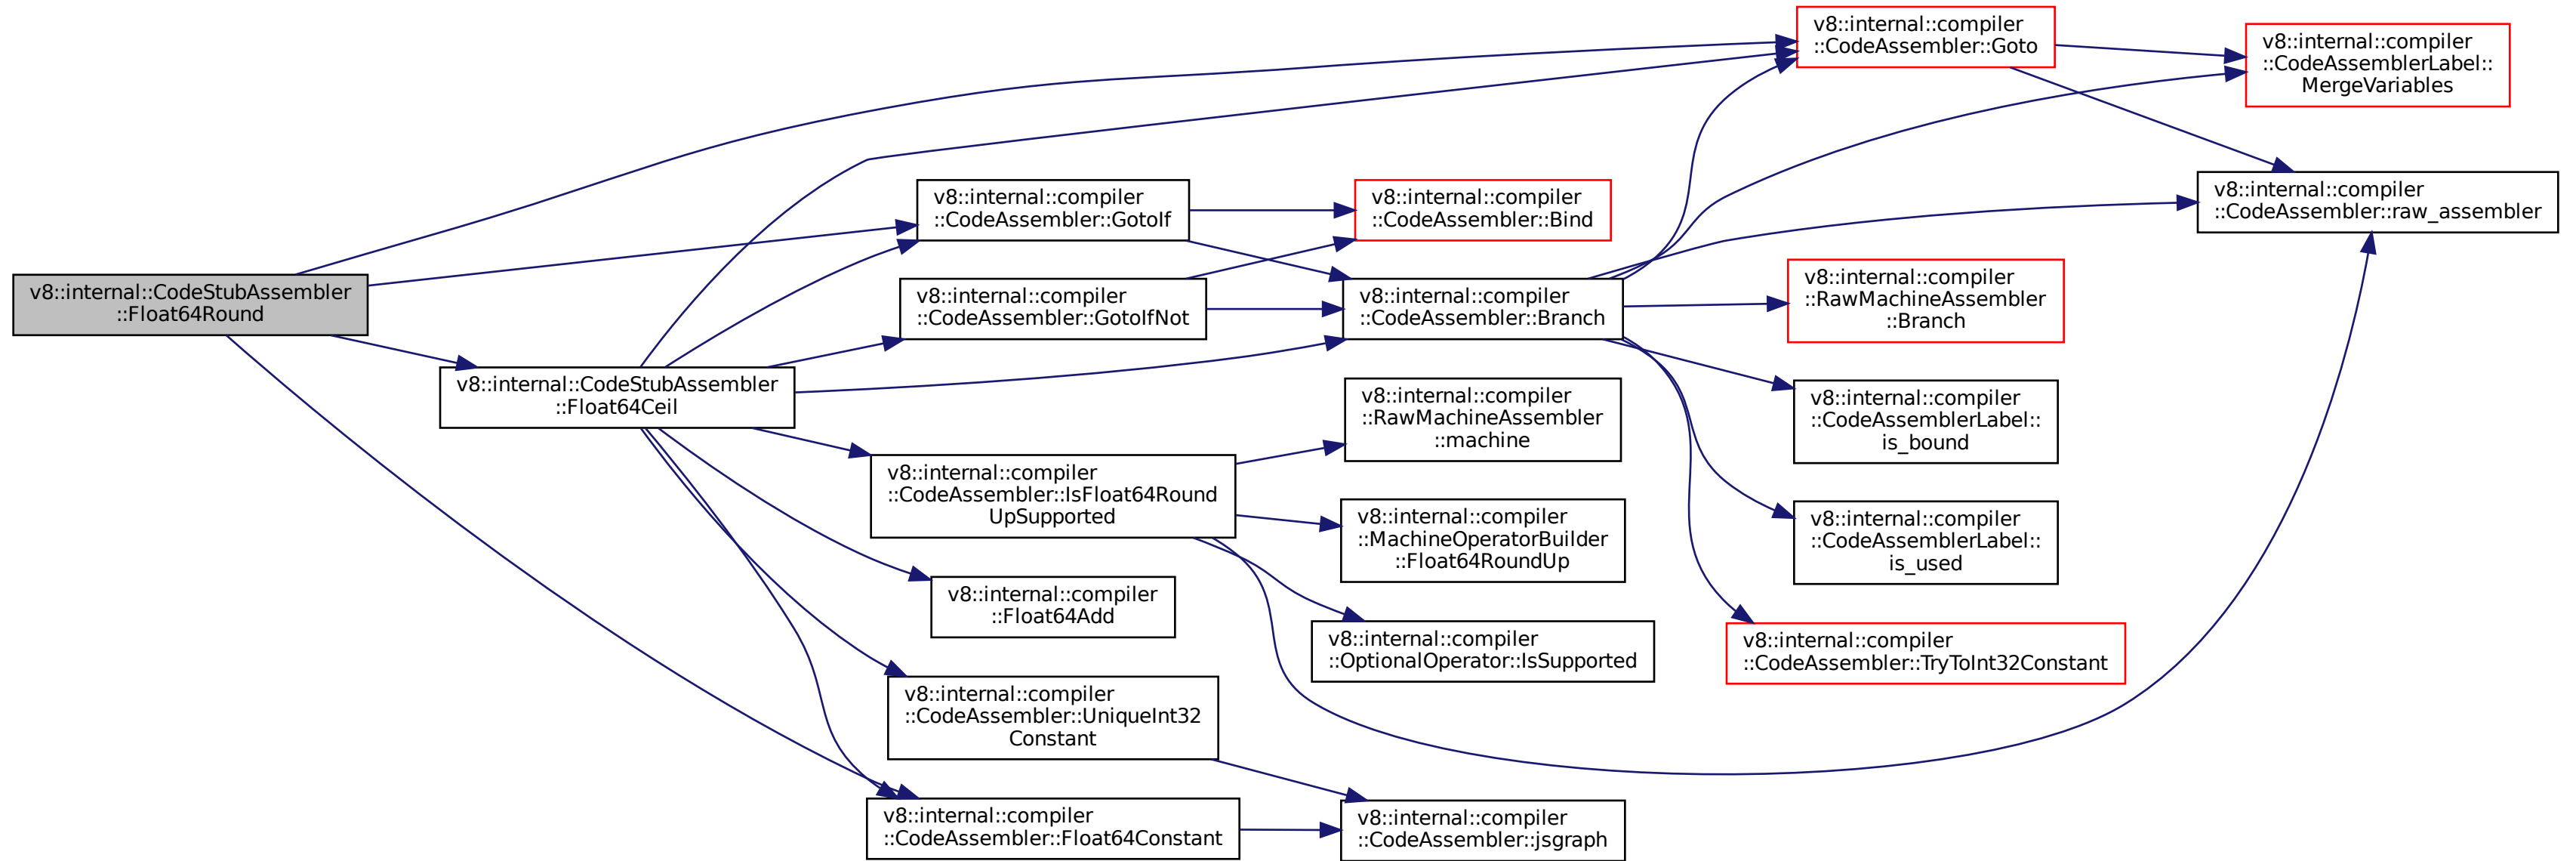 v8::internal::CodeStubAssembler
::Float64Round
v8::internal::CodeStubAssembler
::Float64Ceil
v8::internal::compiler
::CodeAssembler::GotoIf
v8::internal::compiler
::CodeAssembler::GotoIfNot
v8::internal::compiler
::CodeAssembler::IsFloat64Round
UpSupported
v8::internal::compiler
::Float64Add
v8::internal::compiler
::CodeAssembler::UniqueInt32
Constant
v8::internal::compiler
::CodeAssembler::Float64Constant
v8::internal::compiler
::CodeAssembler::Bind
v8::internal::compiler
::CodeAssembler::Branch
v8::internal::compiler
::RawMachineAssembler
::machine
v8::internal::compiler
::MachineOperatorBuilder
::Float64RoundUp
v8::internal::compiler
::OptionalOperator::IsSupported
v8::internal::compiler
::CodeAssembler::jsgraph
v8::internal::compiler
::CodeAssembler::Goto
v8::internal::compiler
::RawMachineAssembler
::Branch
v8::internal::compiler
::CodeAssemblerLabel::
is_bound
v8::internal::compiler
::CodeAssemblerLabel::
is_used
v8::internal::compiler
::CodeAssembler::TryToInt32Constant
v8::internal::compiler
::CodeAssemblerLabel::
MergeVariables
v8::internal::compiler
::CodeAssembler::raw_assembler